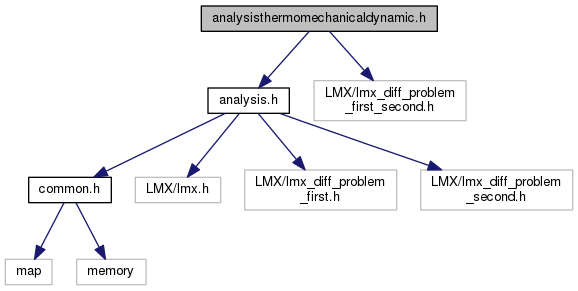 analysisthermomechanicaldynamic.h
analysis.h
LMX/lmx_diff_problem
_first_second.h
common.h
LMX/lmx.h
LMX/lmx_diff_problem
_first.h
LMX/lmx_diff_problem
_second.h
map
memory